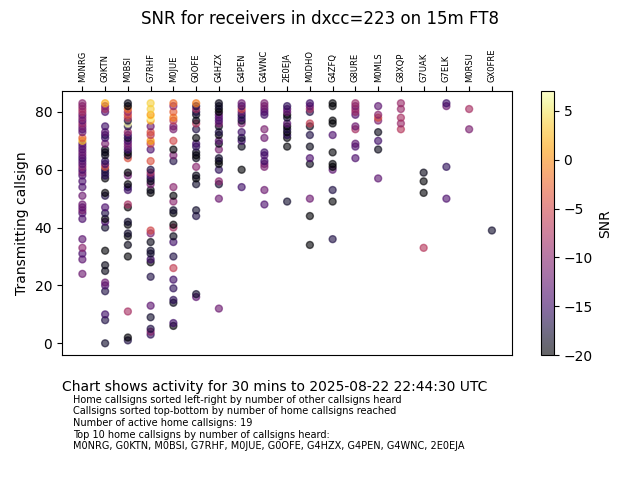 SNR for receivers in dxcc=223 on 15m FT8
M0NRG G0KTN M0BSI G7RHF M0JUE G0OFE G4HZX G4PEN G4WNC 2E0EJA M0DHO G4ZFQ G8URE M0MLS G8XQP G7UAK G7ELK M0RSU GX0FRE
Transmitting callsign
80
60
40
20
0
5
0
−5
−10
−15
−20
SNR
Chart shows activity for 30 mins to 2025-08-22 22:44:30 UTC
Home callsigns sorted left-right by number of other callsigns heard
Callsigns sorted top-bottom by number of home callsigns reached
Number of active home callsigns: 19
Top 10 home callsigns by number of callsigns heard:
M0NRG, G0KTN, M0BSI, G7RHF, M0JUE, G0OFE, G4HZX, G4PEN, G4WNC, 2E0EJA